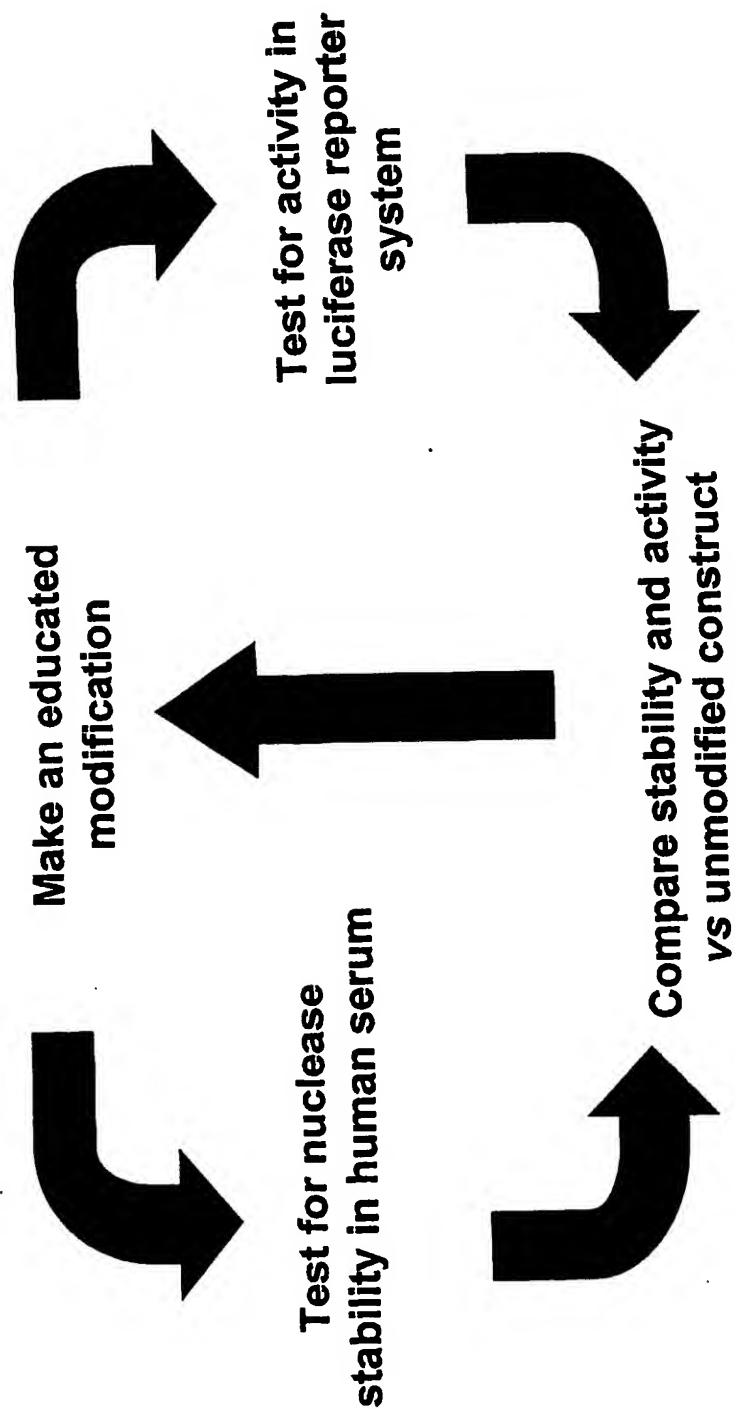 Make an educated
modification
Test for nuclease
stability in human serum
Test for activity in
luciferase reporter
system
Compare stability and activity
vs unmodified construct